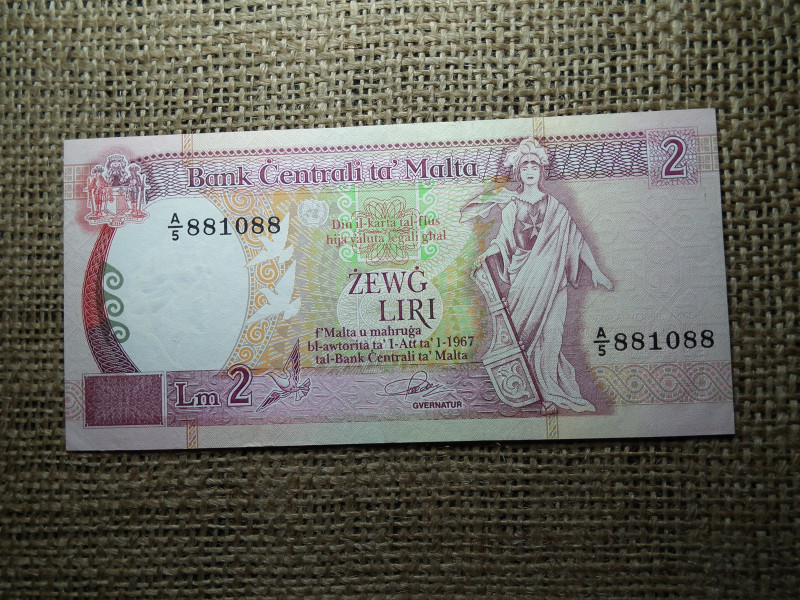 Bank Ċentrali ta' Malta
2
A/5 881088
Din il-karta tal-flus
hija valuta legali għal
ŻEWĠ
LIRI
f'Malta u maħruġa
bl-awtorità ta' l-Att ta' l-1967
tal-Bank Ċentrali ta' Malta
A/5 881088
Lm 2
GVERNATUR